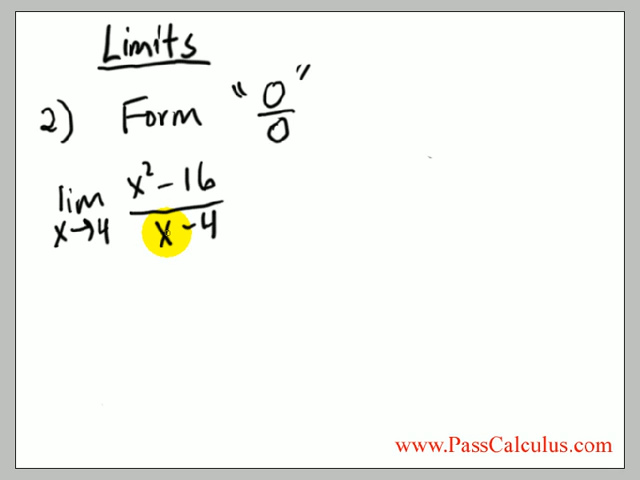 Limits
2) Form "0/0"
lim x→4 x² - 16 / x - 4
www.PassCalculus.com